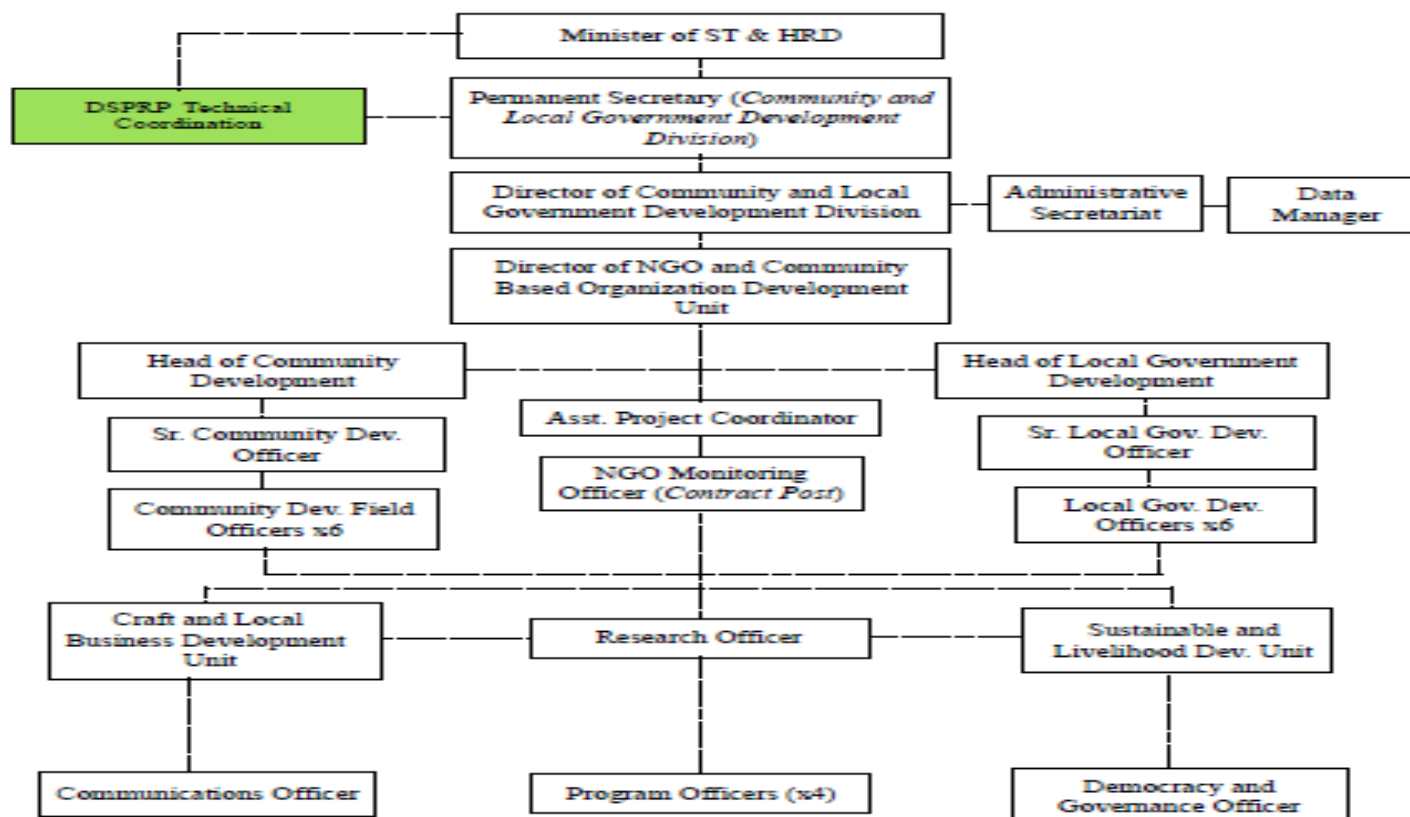 Minister of ST & HRD
DSPRP Technical
Coordination
Permanent Secretary (Community and
Local Government Development
Division)
Director of Community and Local
Government Development Division
Administrative
Secretariat
Data
Manager
Director of NGO and Community
Based Organization Development
Unit
Head of Community
Development
Head of Local Government
Development
Asst. Project Coordinator
Sr. Community Dev.
Officer
Sr. Local Gov. Dev.
Officer
NGO Monitoring
Officer (Contract Post)
Community Dev. Field
Officers x6
Local Gov. Dev.
Officers x6
Craft and Local
Business Development
Unit
Research Officer
Sustainable and
Livelihood Dev. Unit
Communications Officer
Program Officers (x4)
Democracy and
Governance Officer